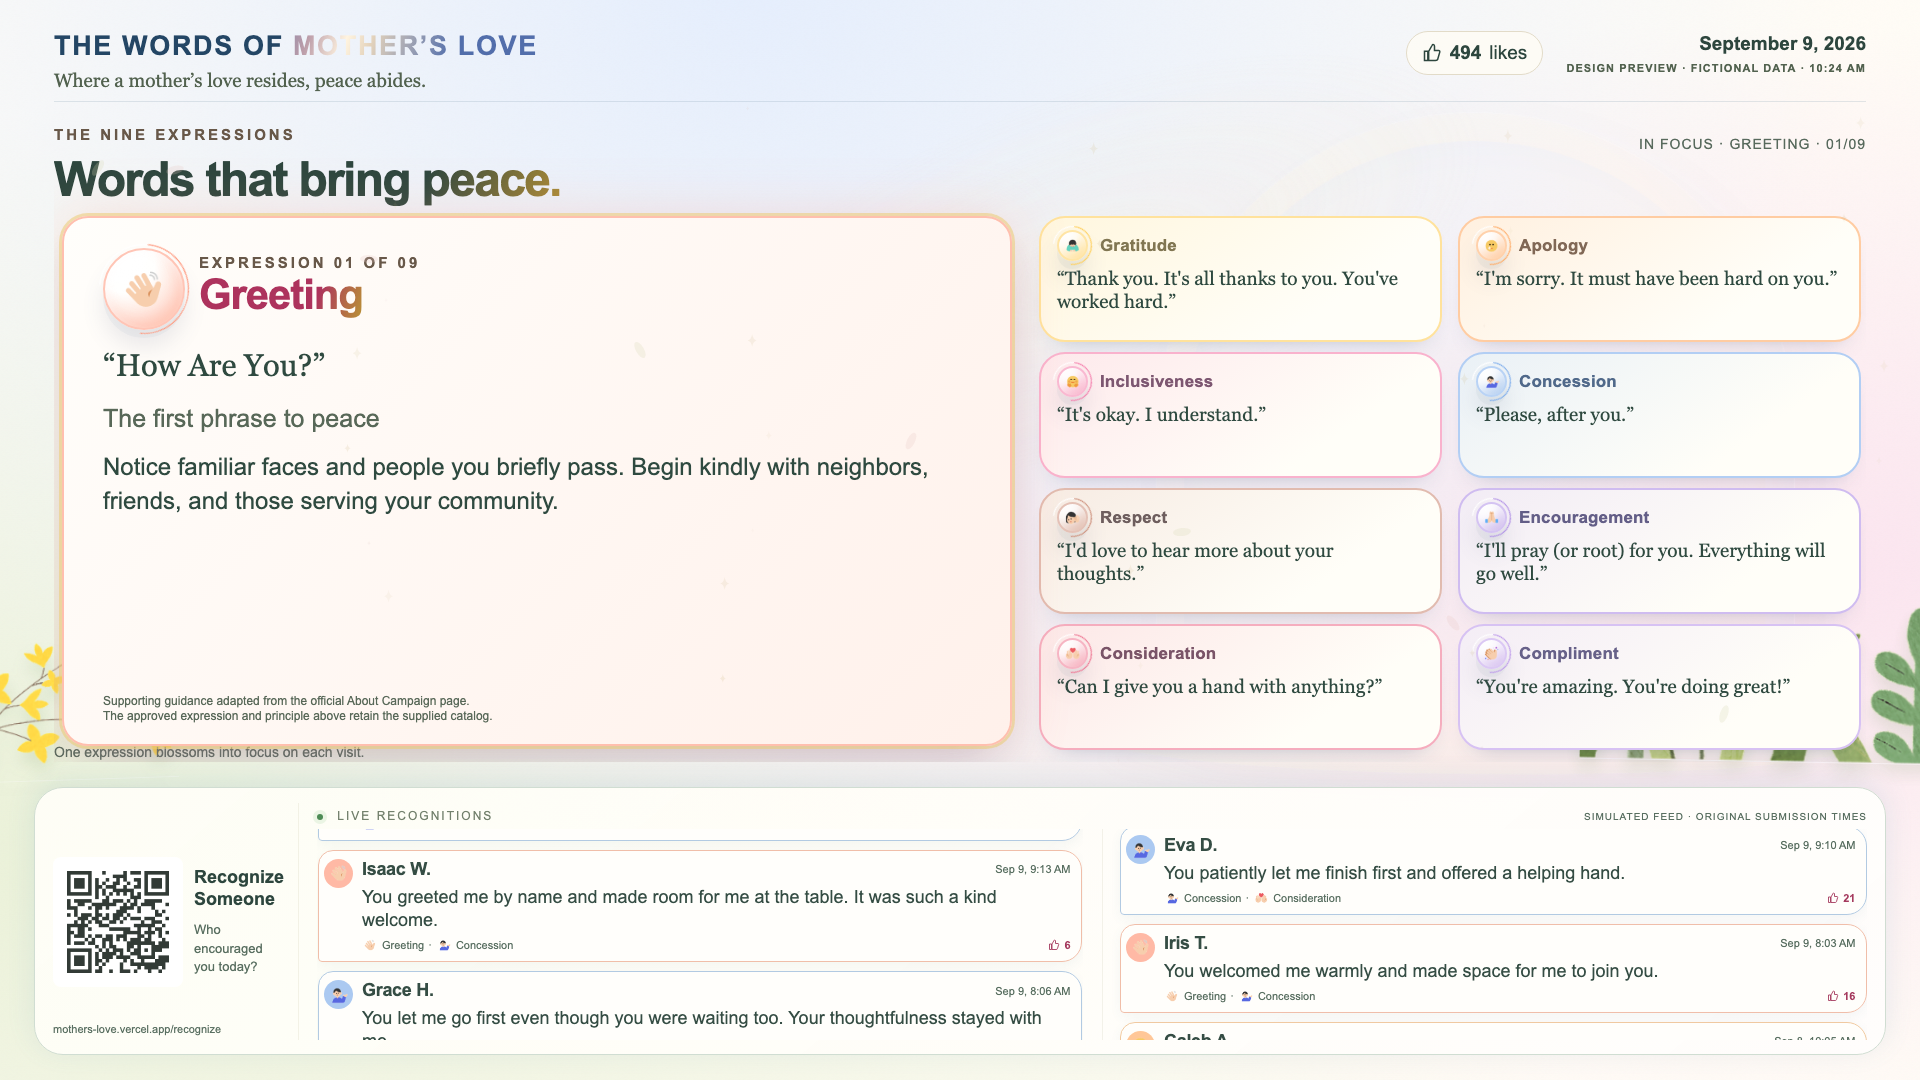 THE WORDS OF MOTHER’S LOVE
Where a mother’s love resides, peace abides.
494 likes
September 9, 2026
DESIGN PREVIEW · FICTIONAL DATA · 10:24 AM
THE NINE EXPRESSIONS
Words that bring peace.
IN FOCUS · GREETING · 01/09
EXPRESSION 01 OF 09
Greeting
“How Are You?”
The first phrase to peace
Notice familiar faces and people you briefly pass. Begin kindly with neighbors,
friends, and those serving your community.
Supporting guidance adapted from the official About Campaign page.
The approved expression and principle above retain the supplied catalog.
One expression blossoms into focus on each visit.
Gratitude
“Thank you. It's all thanks to you. You've
worked hard.”
Apology
“I'm sorry. It must have been hard on you.”
Inclusiveness
“It's okay. I understand.”
Concession
“Please, after you.”
Respect
“I'd love to hear more about your
thoughts.”
Encouragement
“I'll pray (or root) for you. Everything will
go well.”
Consideration
“Can I give you a hand with anything?”
Compliment
“You're amazing. You're doing great!”
Recognize
Someone
Who
encouraged
you today?
mothers-love.vercel.app/recognize
LIVE RECOGNITIONS
SIMULATED FEED · ORIGINAL SUBMISSION TIMES
Isaac W.
Sep 9, 9:13 AM
You greeted me by name and made room for me at the table. It was such a kind
welcome.
Greeting · Concession
6
Grace H.
Sep 9, 8:06 AM
You let me go first even though you were waiting too. Your thoughtfulness stayed with
Eva D.
Sep 9, 9:10 AM
You patiently let me finish first and offered a helping hand.
Concession · Consideration
21
Iris T.
Sep 9, 8:03 AM
You welcomed me warmly and made space for me to join you.
Greeting · Concession
16